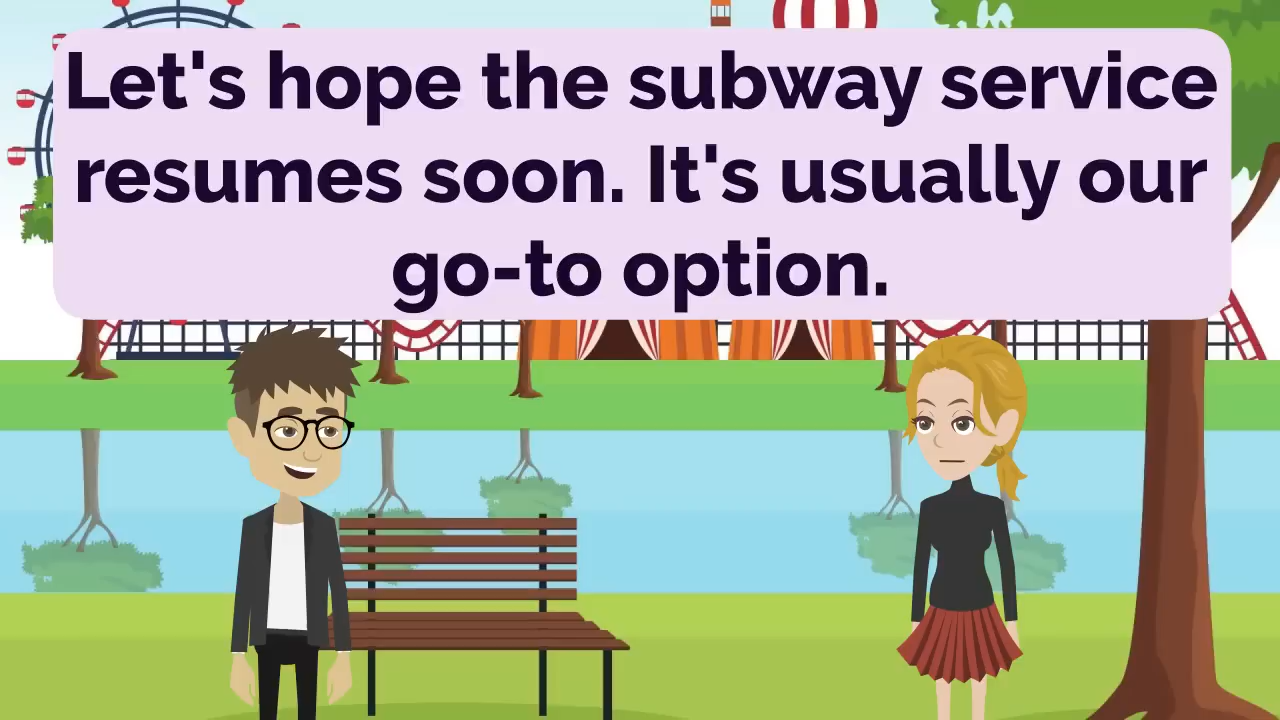 Let's hope the subway service
resumes soon. It's usually our
go-to option.